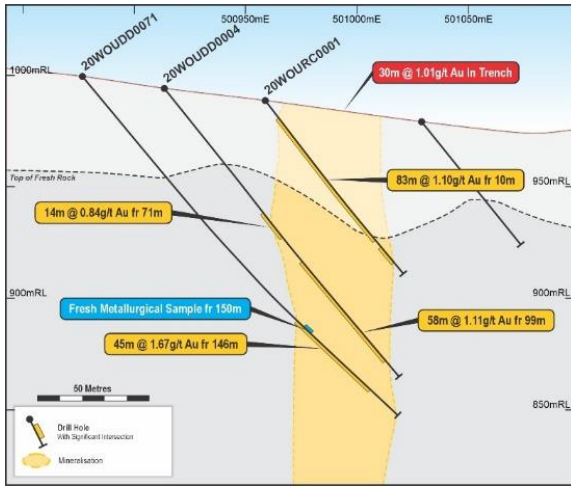 500950mE
501000mE
501050mE
20WOUDD0071
20WOUDD0004
20WOURC0001
1000mRL
30m @ 1.01g/t Au In Trench
Top of Fresh Rock
83m @ 1.10g/t Au fr 10m
950mRL
14m @ 0.84g/t Au fr 71m
900mRL
900mRL
Fresh Metallurgical Sample fr 150m
58m @ 1.11g/t Au fr 99m
45m @ 1.67g/t Au fr 146m
50 Metres
850mRL
Drill Hole
With Significant Intersection
Mineralisation